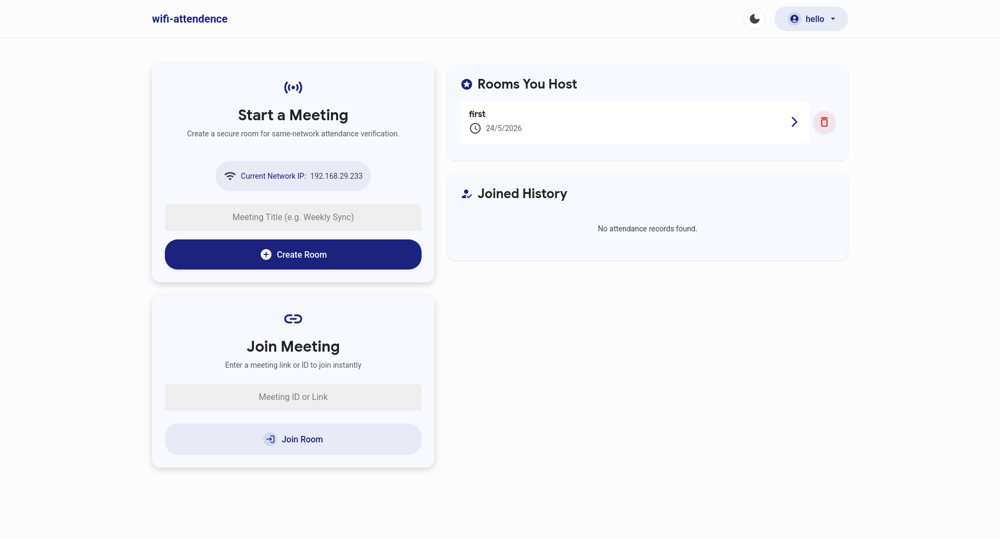 wifi-attendence
hello
Start a Meeting
Create a secure room for same-network attendance verification.
Current Network IP: 192.168.29.233
Meeting Title (e.g. Weekly Sync)
Create Room
Join Meeting
Enter a meeting link or ID to join instantly
Meeting ID or Link
Join Room
Rooms You Host
first
24/5/2026
Joined History
No attendance records found.